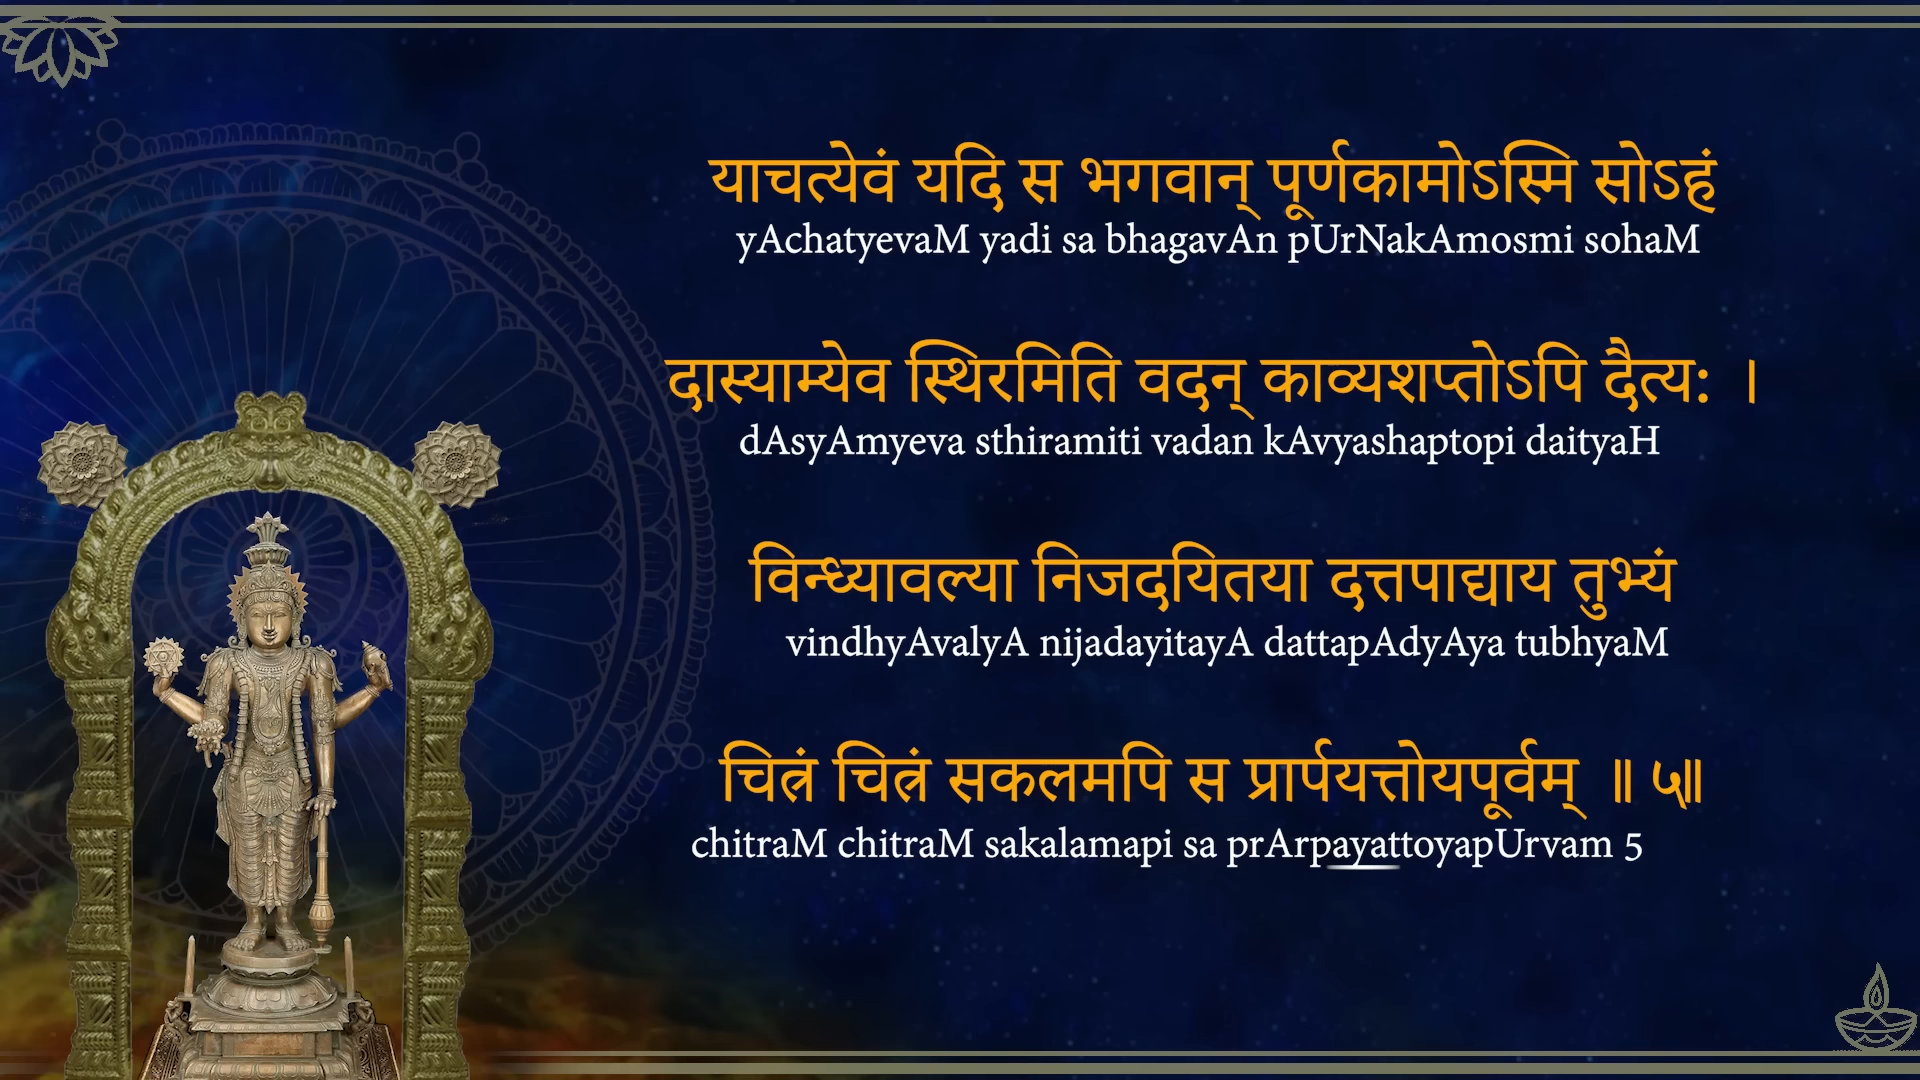 याचत्येवं यदि स भगवान् पूर्णकामोऽस्मि सोऽहं
yAchatyevaM yadi sa bhagavAn pUrNakAmosmi sohaM
दास्याम्येव स्थिरमिति वदन् काव्यशप्तोऽपि दैत्य: ।
dAsyAmyeva sthiramiti vadan kAvyashaptopi daityaH
विन्ध्यावल्या निजदयितया दत्तपाद्याय तुभ्यं
vindhyAvalyA nijadayitayA dattapAdyAya tubhyaM
चित्रं चित्रं सकलमपि स प्रार्पयत्तोयपूर्वम् ॥ ५॥
chitraM chitraM sakalamapi sa prArpayattoyapUrvam 5